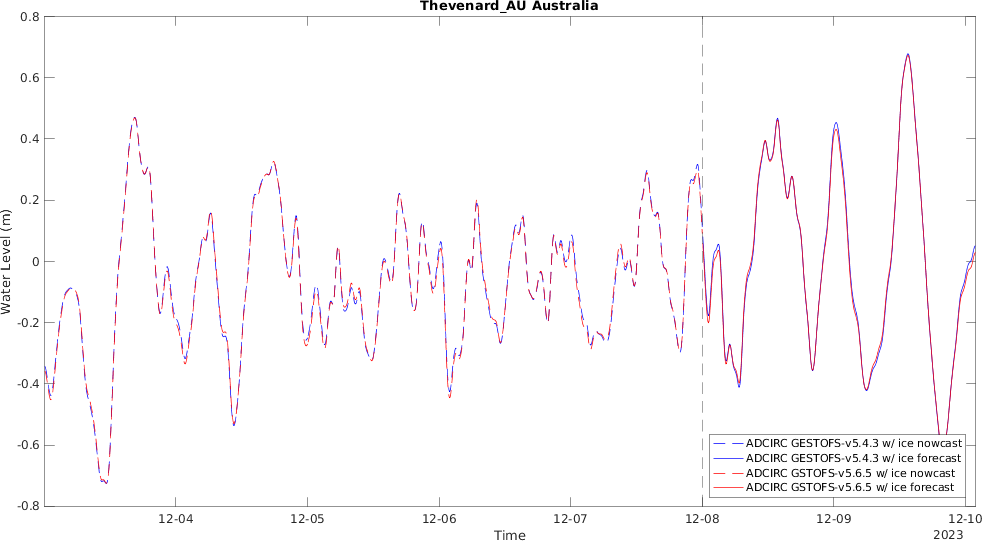 Thevenard_AU Australia
0.8
0.6
0.4
0.2
0
-0.2
-0.4
-0.6
-0.8
Water Level (m)
ADCIRC GESTOFS-v5.4.3 w/ ice nowcast
ADCIRC GESTOFS-v5.4.3 w/ ice forecast
ADCIRC GSTOFS-v5.6.5 w/ ice nowcast
ADCIRC GSTOFS-v5.6.5 w/ ice forecast
12-04 12-05 12-06 12-07 12-08 12-09 12-10
Time
2023